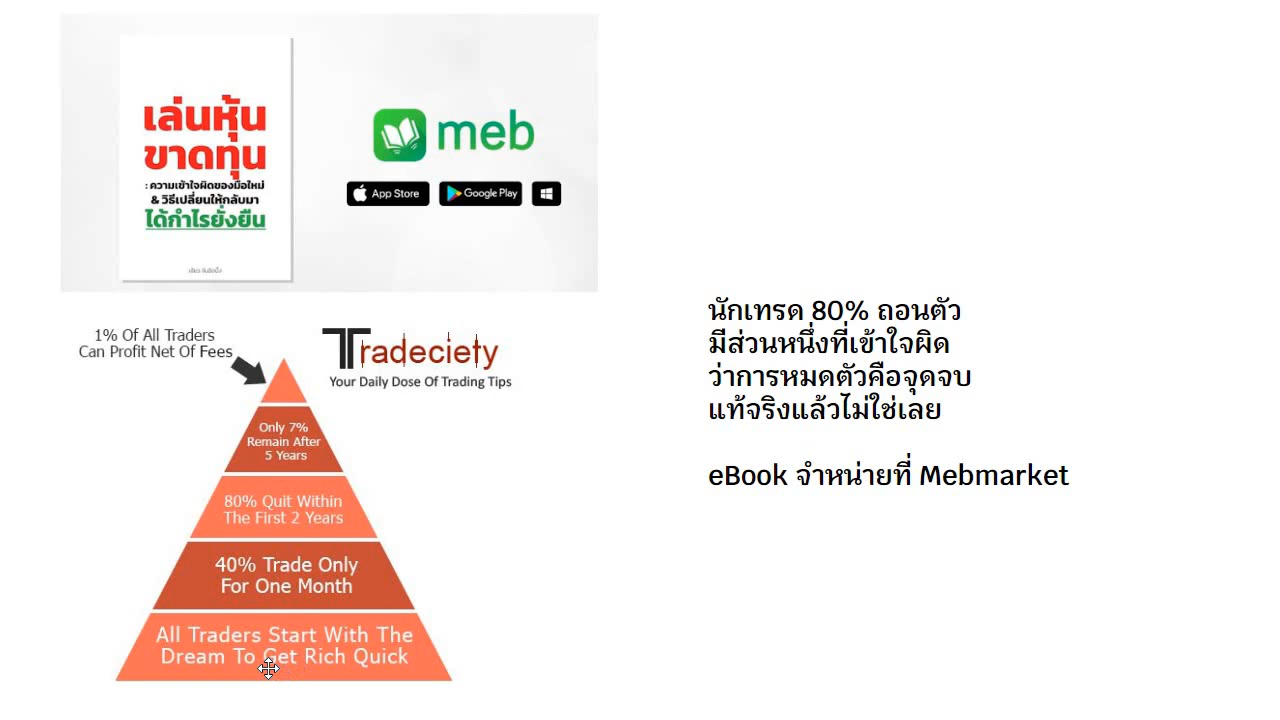 เล่นหุ้น
ขาดทุน
: ความเข้าใจผิดของมือใหม่
& วิธีเปลี่ยนให้กลับมา
ได้กำไรยั่งยืน
meb
App Store
Google Play
1% Of All Traders
Can Profit Net Of Fees
Tradeciety
Your Daily Dose Of Trading Tips
Only 7%
Remain After
5 Years
80% Quit Within
The First 2 Years
40% Trade Only
For One Month
All Traders Start With The
Dream To Get Rich Quick
นักเทรด 80% ถอนตัว
มีส่วนหนึ่งที่เข้าใจผิด
ว่าการหมดตัวคือจุดจบ
แท้จริงแล้วไม่ใช่เลย
eBook จำหน่ายที่ Mebmarket